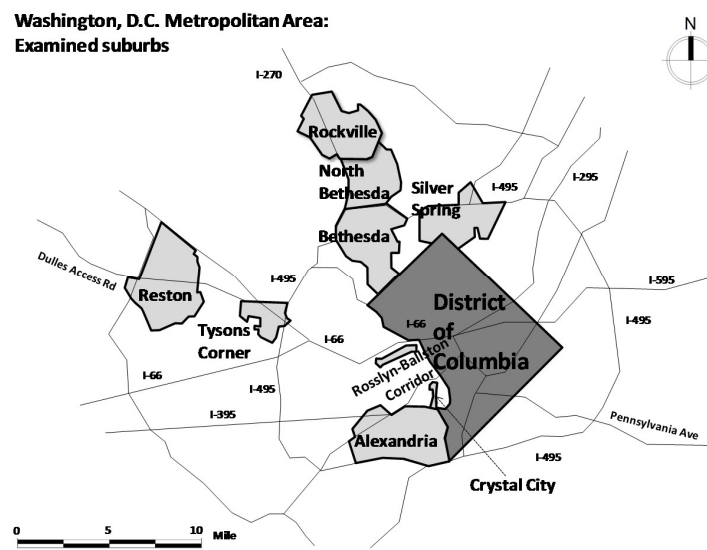 Washington, D.C. Metropolitan Area:
Examined suburbs
N
I-270
Rockville
North
Bethesda
Silver
Spring
I-495
I-295
Bethesda
Dulles Access Rd
Reston
I-495
I-595
District
of
Columbia
I-66
I-495
Tysons
Corner
I-66
Rosslyn-Ballston
Corridor
I-66
I-495
I-395
Alexandria
Pennsylvania Ave
I-495
Crystal City
0 5 10 Mile